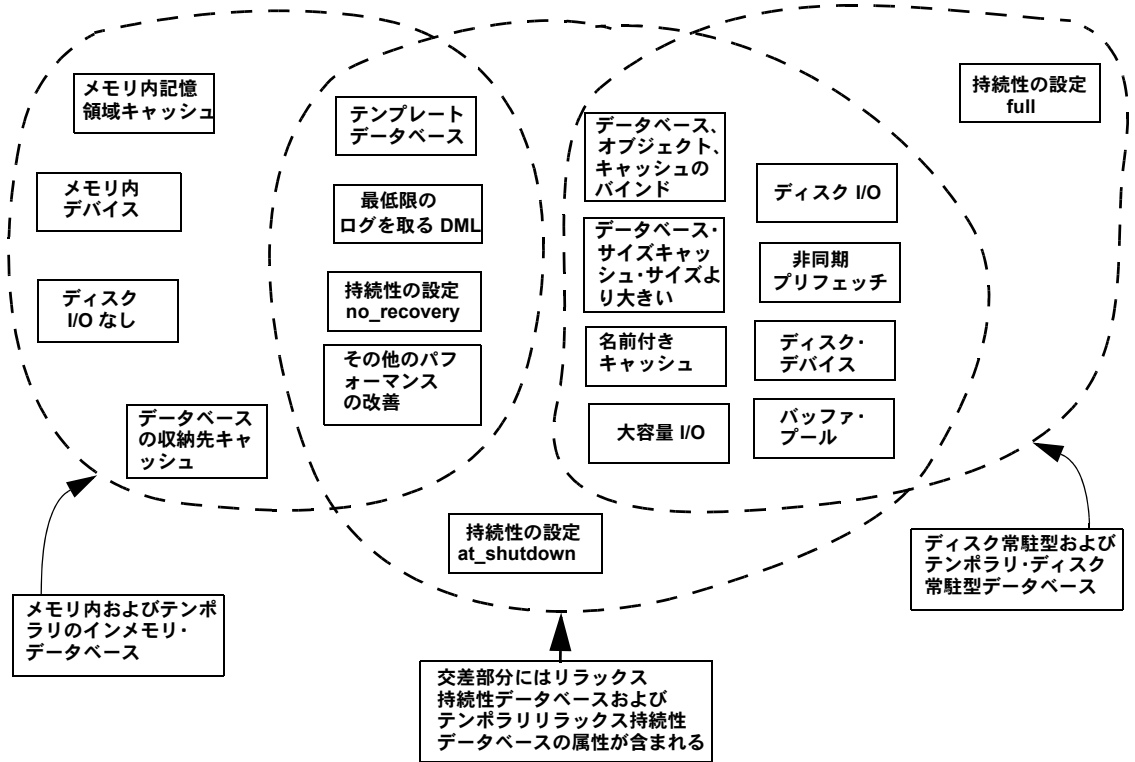 メモリ内記憶
領域キャッシュ
メモリ内
デバイス
ディスク
I/O なし
データベース
の収納先キャ
ッシュ
テンプレート
データベース
最低限の
ログを取る DML
持続性の設定
no_recovery
その他のパフ
ォーマンス
の改善
データベース、
オブジェクト、
キャッシュの
バインド
データベース・
サイズキャッ
シュ・サイズよ
り大きい
名前付き
キャッシュ
大容量 I/O
ディスク I/O
非同期
プリフェッチ
ディスク・
デバイス
バッファ・
プール
持続性の設定
full
持続性の設定
at_shutdown
メモリ内およびテンポ
ラリのインメモリ・
データベース
交差部分にはリラックス
持続性データベースおよび
テンポラリリラックス持続性
データベースの属性が含まれる
ディスク常駐型および
テンポラリ・ディスク
常駐型データベース